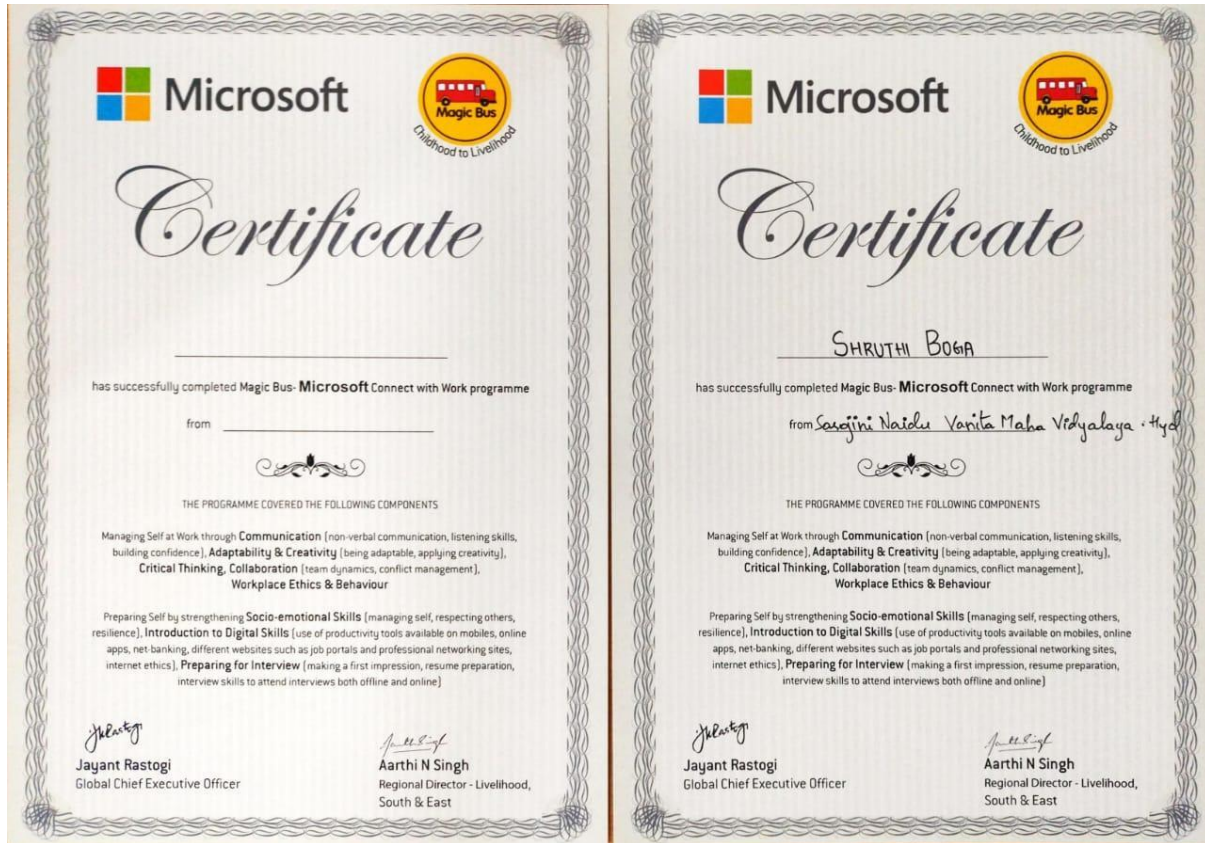 Microsoft
Magic Bus
Childhood to Livelihood
Certificate
has successfully completed Magic Bus- Microsoft Connect with Work programme
from
THE PROGRAMME COVERED THE FOLLOWING COMPONENTS
Managing Self at Work through Communication (non-verbal communication, listening skills,
building confidence), Adaptability & Creativity (being adaptable, applying creativity),
Critical Thinking, Collaboration (team dynamics, conflict management),
Workplace Ethics & Behaviour
Preparing Self by strengthening Socio-emotional Skills (managing self, respecting others,
resilience), Introduction to Digital Skills (use of productivity tools available on mobiles, online
apps, net-banking, different websites such as job portals and professional networking sites,
internet ethics), Preparing for Interview (making a first impression, resume preparation,
interview skills to attend interviews both offline and online)
Jayant Rastogi
Global Chief Executive Officer
Aarthi N Singh
Regional Director - Livelihood,
South & East
Microsoft
Magic Bus
Childhood to Livelihood
Certificate
SHRUTHI BOGA
has successfully completed Magic Bus- Microsoft Connect with Work programme
from Sarojini Naidu Vanita Maha Vidyalaya . Hyd
THE PROGRAMME COVERED THE FOLLOWING COMPONENTS
Managing Self at Work through Communication (non-verbal communication, listening skills,
building confidence), Adaptability & Creativity (being adaptable, applying creativity),
Critical Thinking, Collaboration (team dynamics, conflict management),
Workplace Ethics & Behaviour
Preparing Self by strengthening Socio-emotional Skills (managing self, respecting others,
resilience), Introduction to Digital Skills (use of productivity tools available on mobiles, online
apps, net-banking, different websites such as job portals and professional networking sites,
internet ethics), Preparing for Interview (making a first impression, resume preparation,
interview skills to attend interviews both offline and online)
Jayant Rastogi
Global Chief Executive Officer
Aarthi N Singh
Regional Director - Livelihood,
South & East